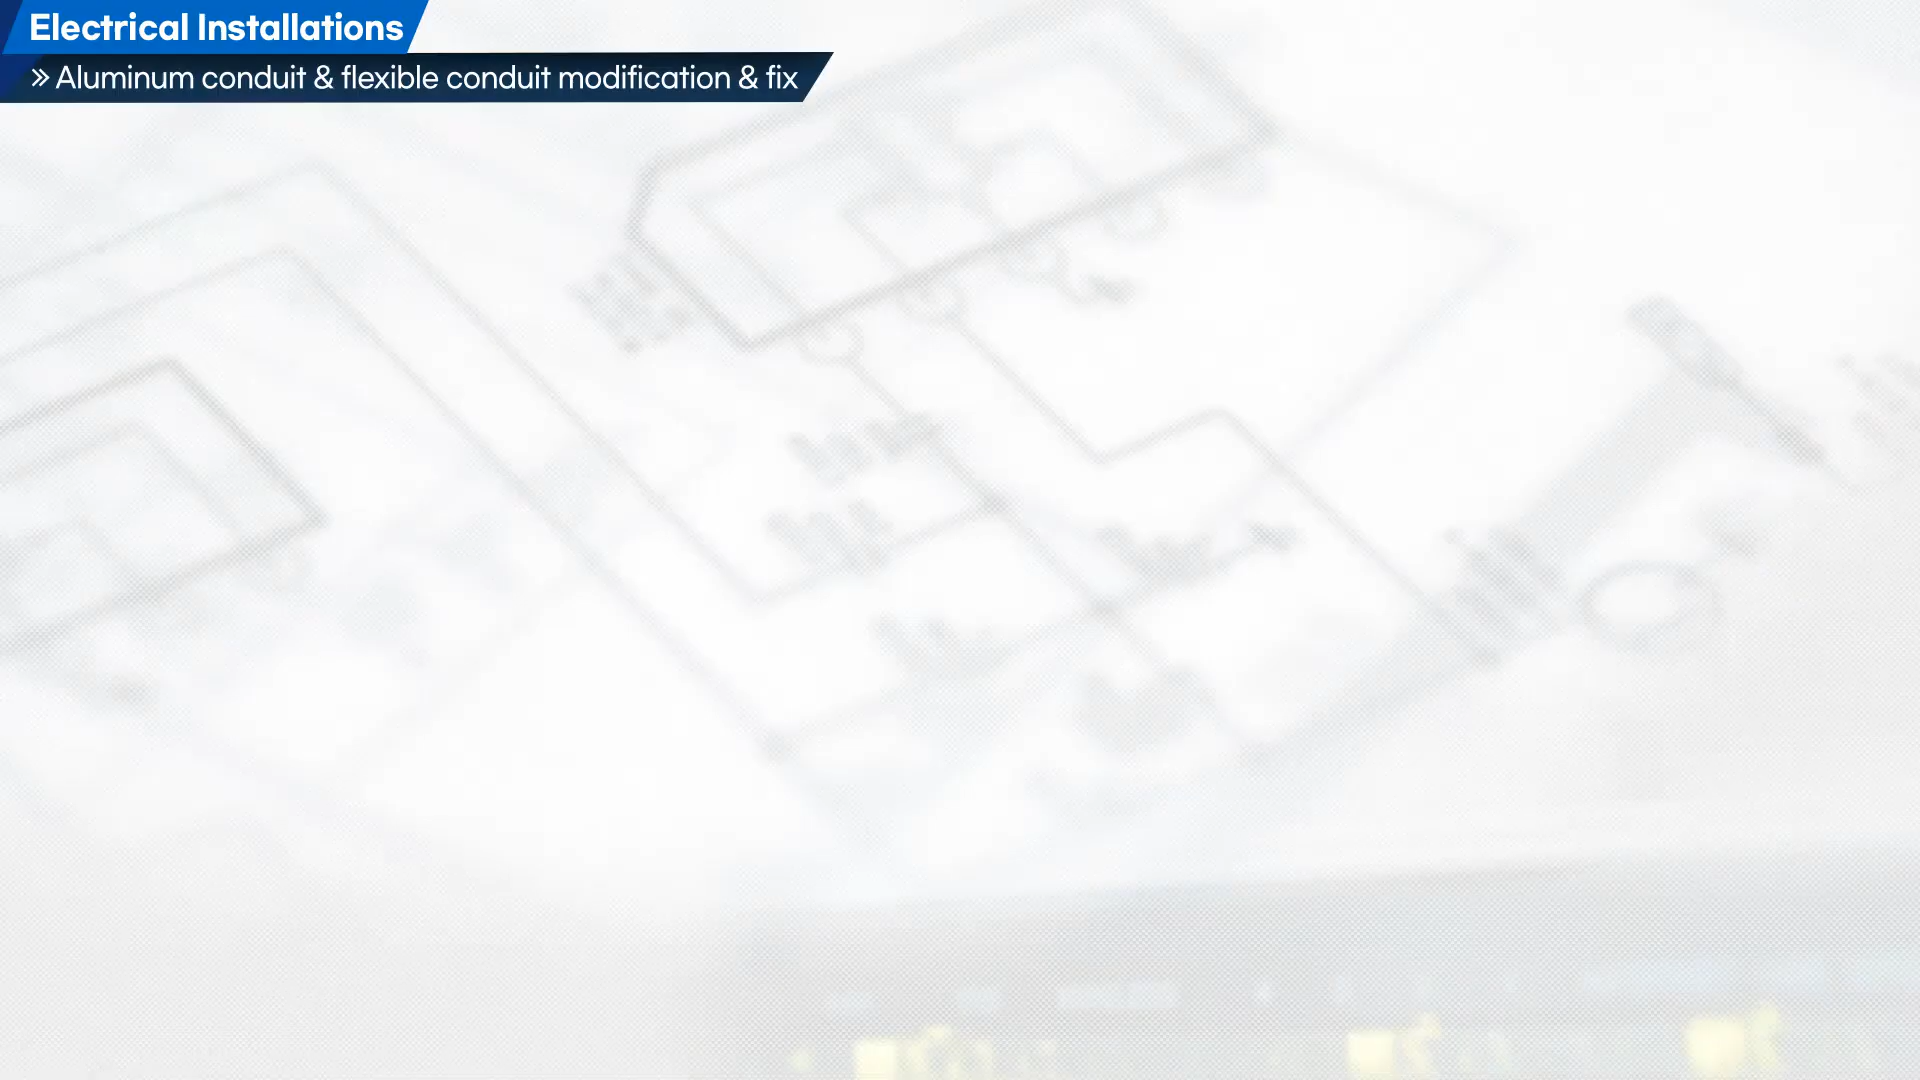 Electrical Installations
» Aluminum conduit & flexible conduit modification & fix